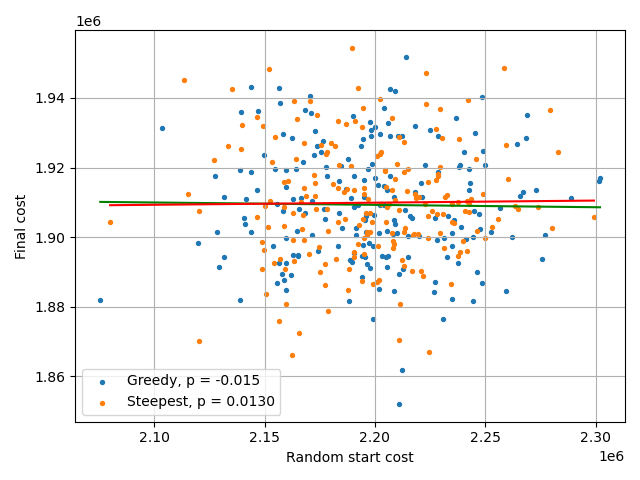 1e6
1.94
1.92
1.90
1.88
1.86
Final cost
Greedy, p = -0.015
Steepest, p = 0.0130
2.10
2.15
2.20
2.25
2.30
Random start cost
1e6